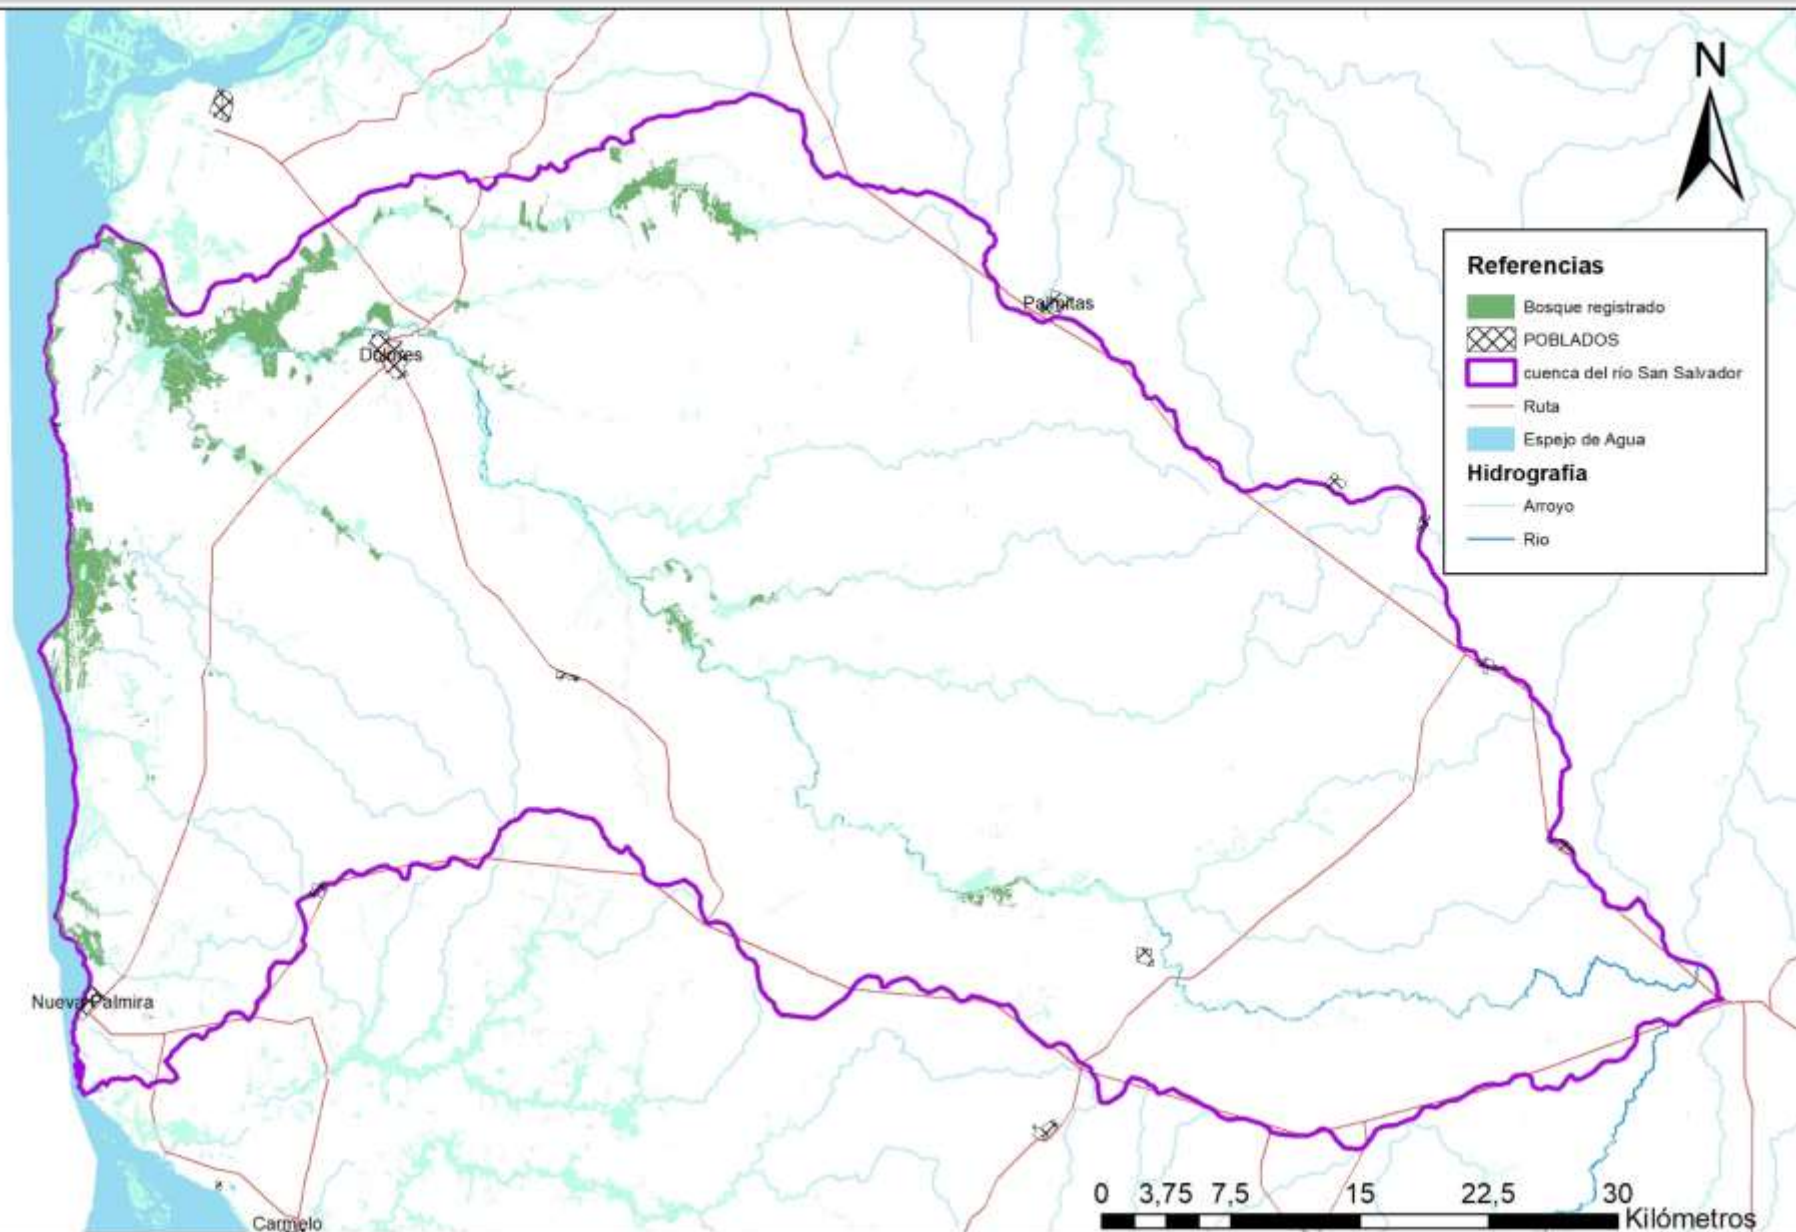 N
Palmitas
Dolores
Nueva Palmira
Carmelo
Referencias
Bosque registrado
POBLADOS
cuenca del río San Salvador
Ruta
Espejo de Agua
Hidrografía
Arroyo
Rio
0 3,75 7,5 15 22,5 30
Kilómetros